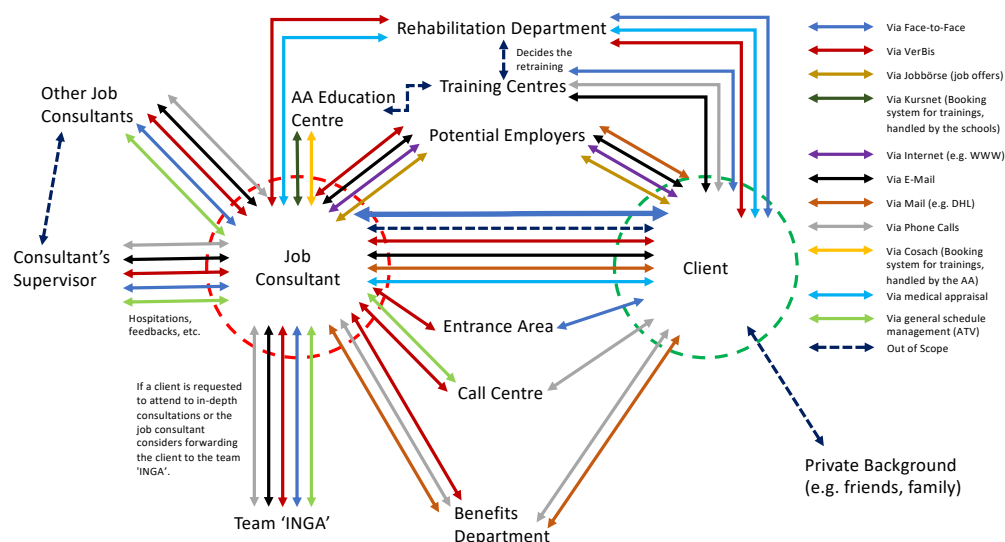 Rehabilitation Department
Decides the
retraining
Training Centres
AA Education
Centre
Potential Employers
Other Job
Consultants
Consultant's
Supervisor
Hospitations,
feedbacks, etc.
Job
Consultant
Client
Entrance Area
Call Centre
If a client is requested
to attend to in-depth
consultations or the
job consultant
considers forwarding
the client to the team
'INGA'.
Team ‘INGA’
Benefits
Department
Private Background
(e.g. friends, family)
Via Face-to-Face
Via VerBis
Via Jobbörse (job offers)
Via Kursnet (Booking
system for trainings,
handled by the schools)
Via Internet (e.g. WWW)
Via E-Mail
Via Mail (e.g. DHL)
Via Phone Calls
Via Cosach (Booking
system for trainings,
handled by the AA)
Via medical appraisal
Via general schedule
management (ATV)
Out of Scope